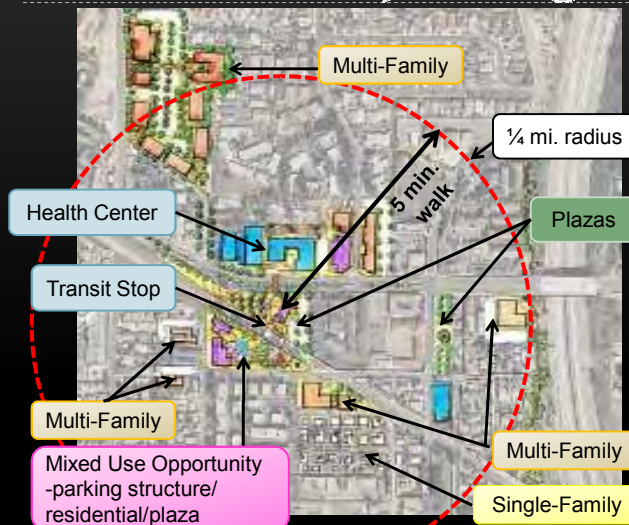 Multi-Family
¼ mi. radius
5 min.
walk
Health Center
Plazas
Transit Stop
Multi-Family
Multi-Family
Mixed Use Opportunity
-parking structure/
residential/plaza
Single-Family